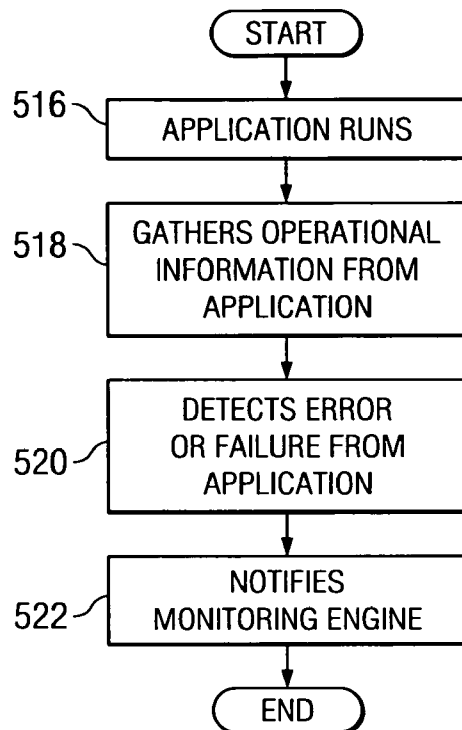 START
516
APPLICATION RUNS
518
GATHERS OPERATIONAL
INFORMATION FROM
APPLICATION
520
DETECTS ERROR
OR FAILURE FROM
APPLICATION
522
NOTIFIES
MONITORING ENGINE
END